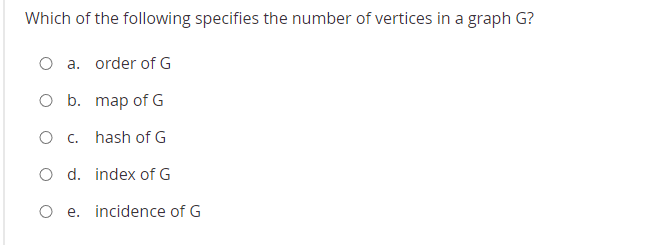 Which of the following specifies the number of vertices in a graph G?
a. order of G
b. map of G
c. hash of G
d. index of G
e. incidence of G